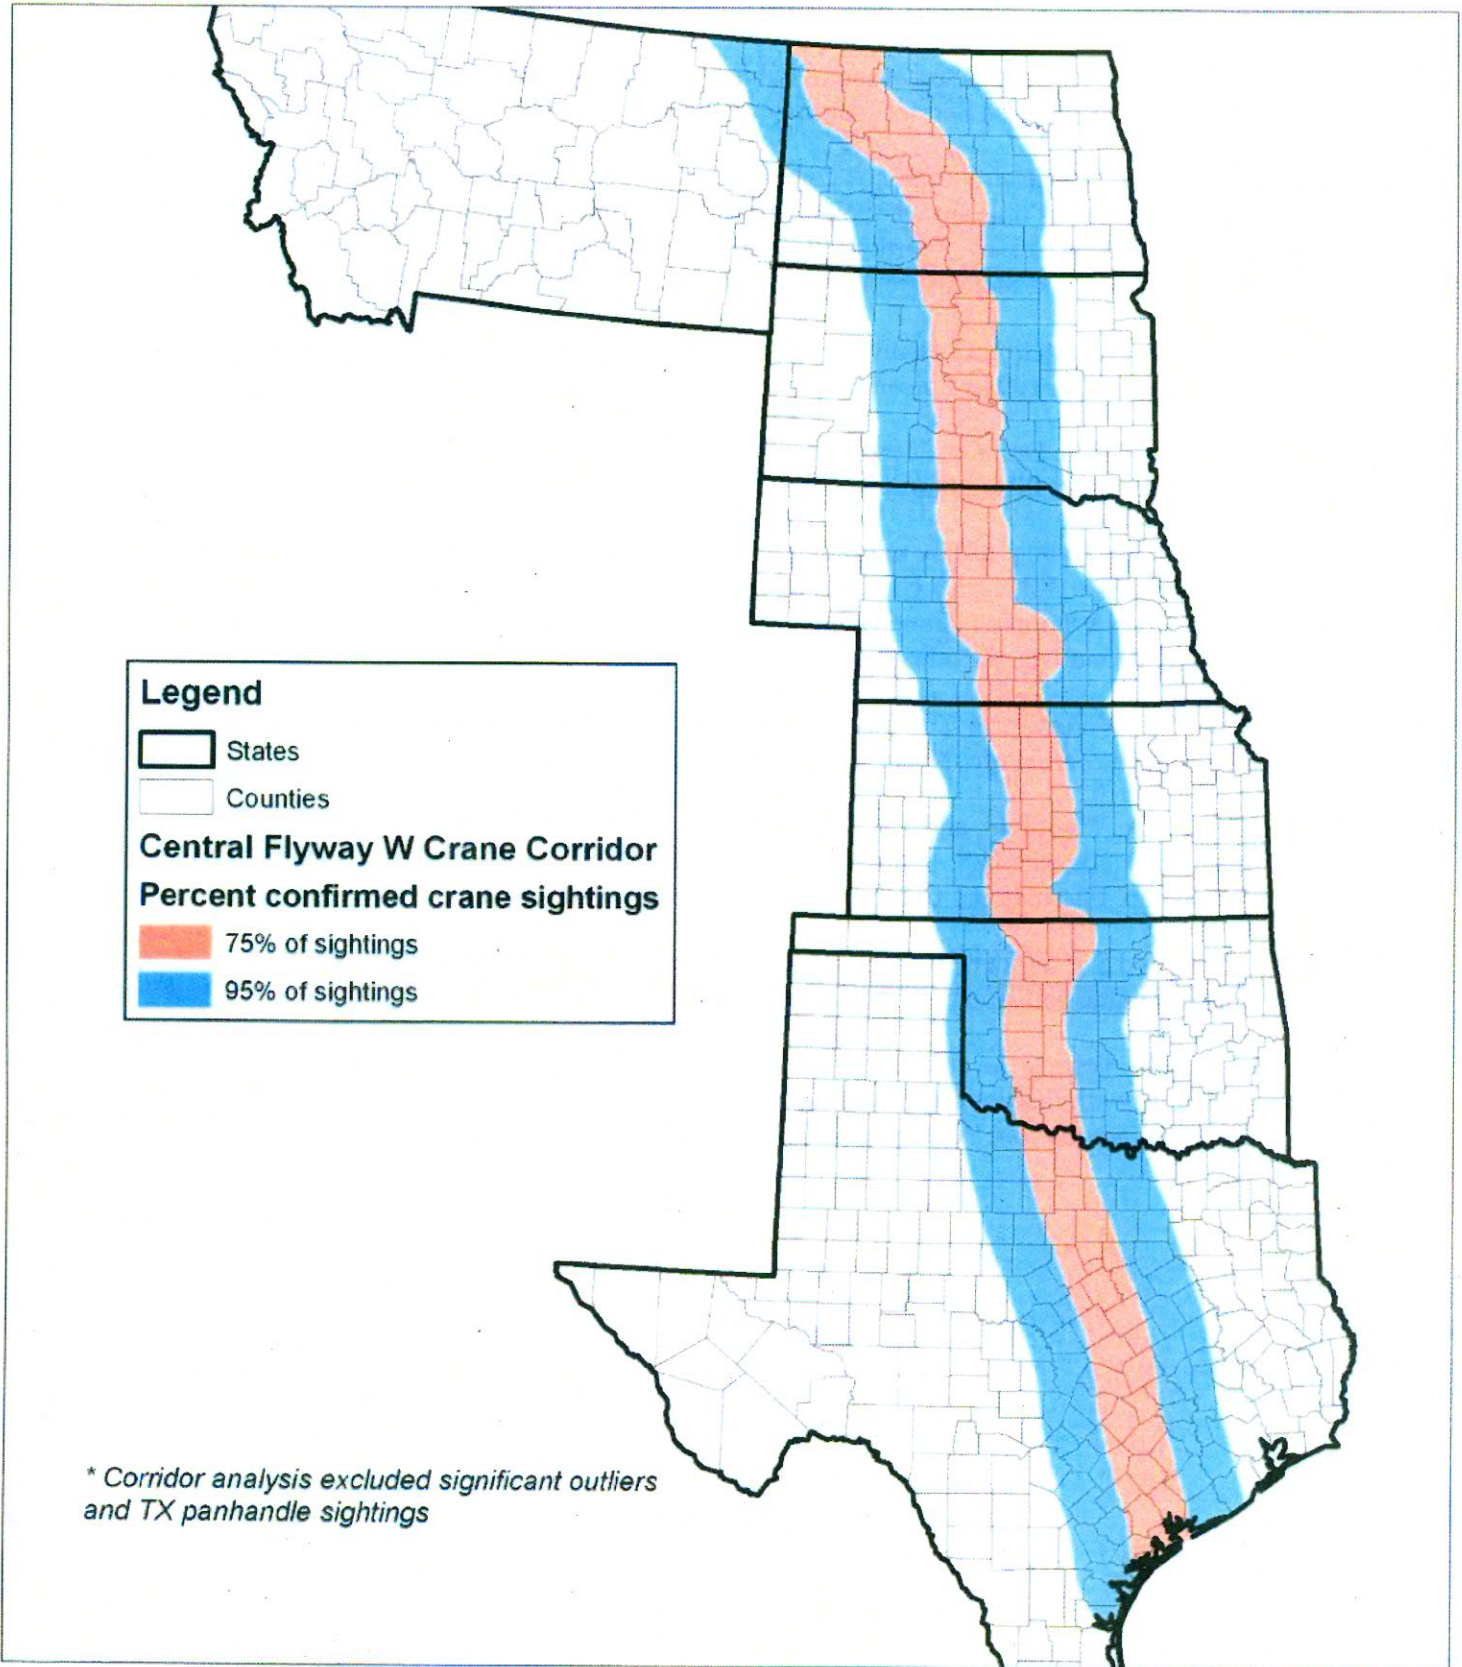 Legend
States
Counties
Central Flyway W Crane Corridor
Percent confirmed crane sightings
75% of sightings
95% of sightings
* Corridor analysis excluded significant outliers
and TX panhandle sightings